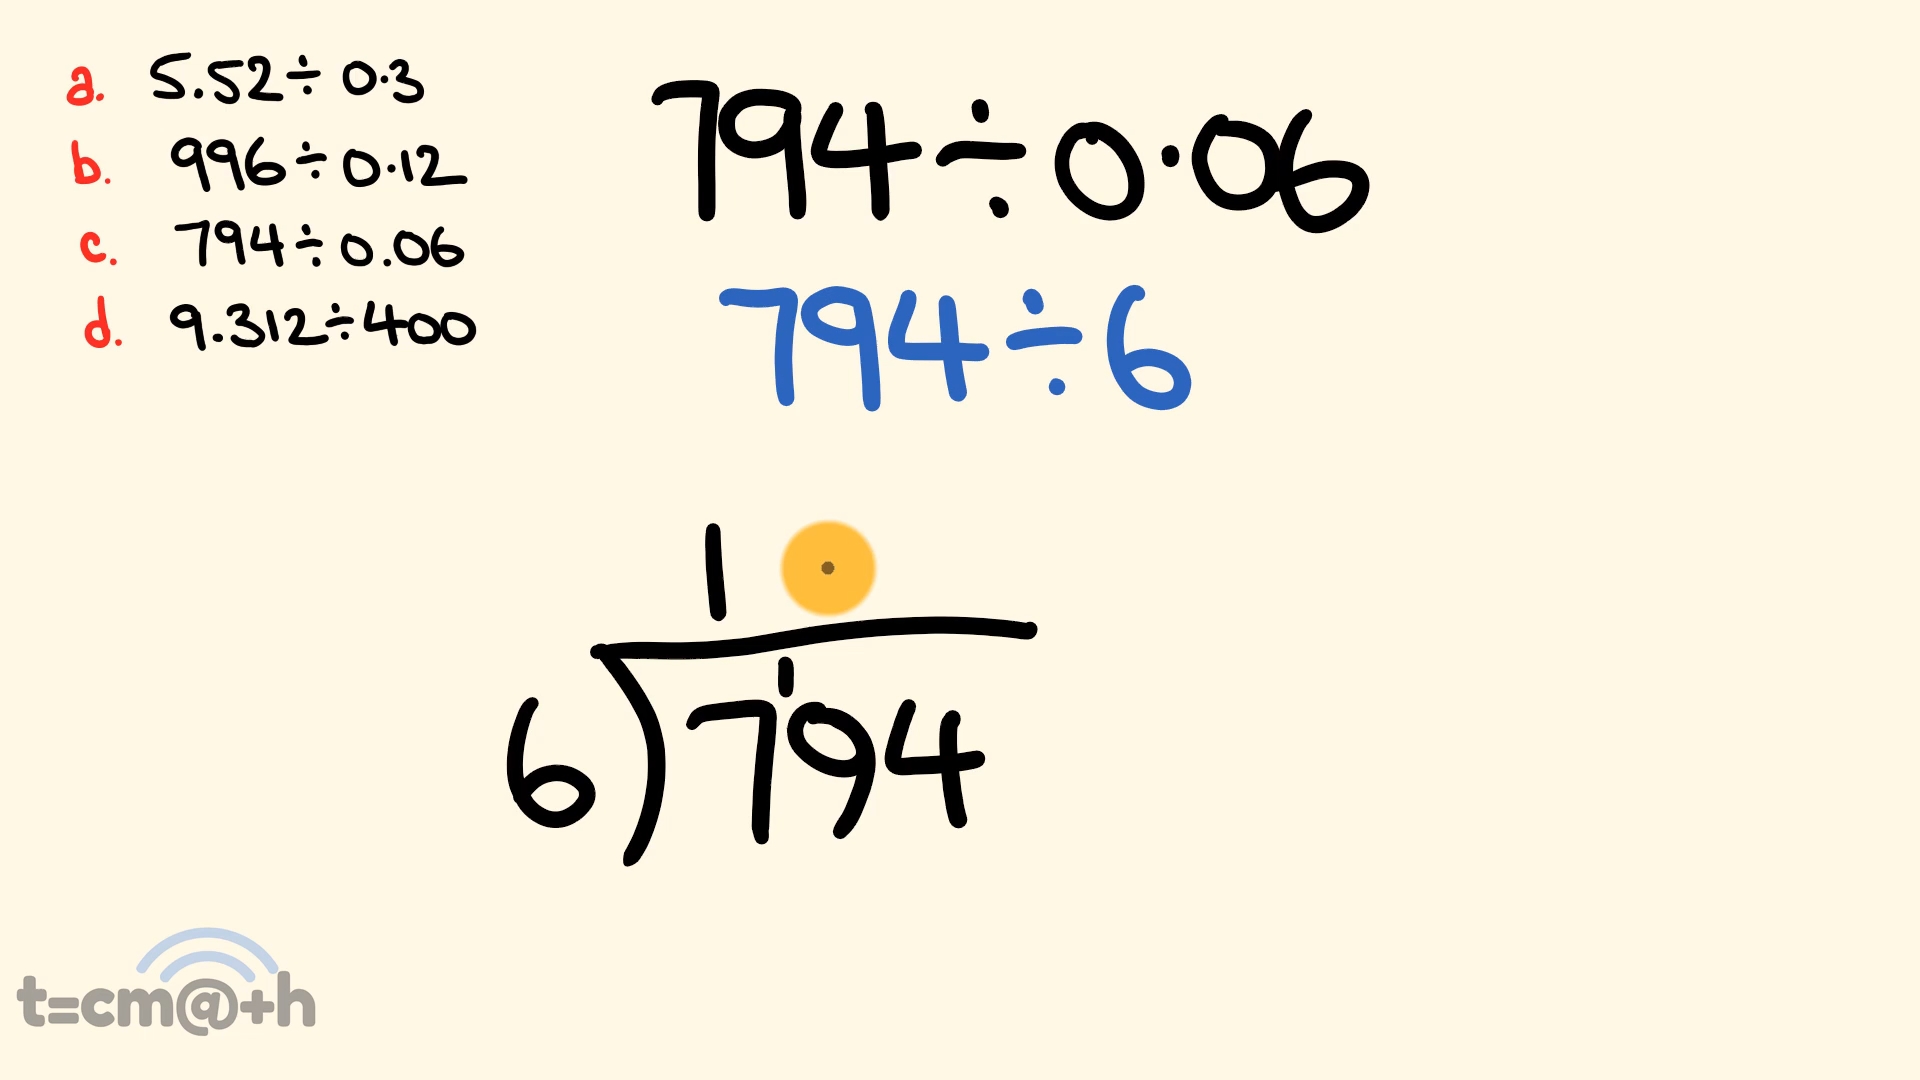 a. 5.52÷0.3
b. 996÷0.12
c. 794÷0.06
d. 9.312÷400
794÷0.06
794÷6
1
1
6)794
t=cm@+h